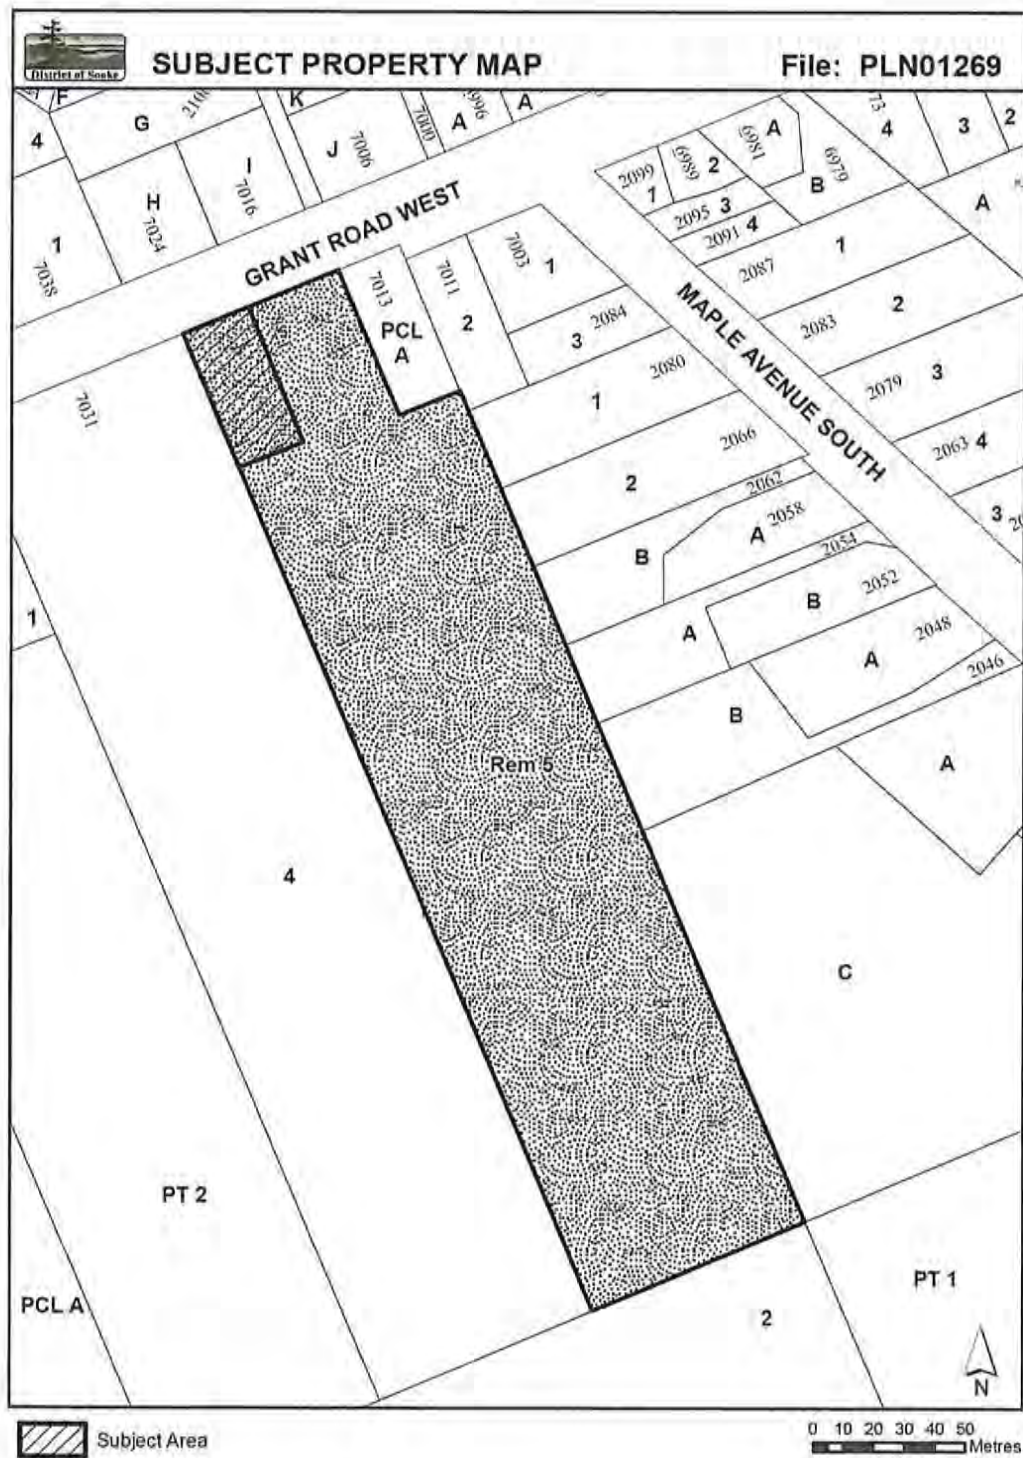 District of Sooke
SUBJECT PROPERTY MAP
File: PLN01269
F
G
K
A
A
4
3
2
4
J
7006
7000
I
7016
H
7024
1
7038
GRANT ROAD WEST
2099
1
6989
2
6981
A
6979
B
A
2095 3
2091 4
1
2087
2
2083
3
2079
2063 4
3
MAPLE AVENUE SOUTH
7013
PCL
A
7011
2
7003
1
3
2084
2080
1
2066
2
2062
2058
A
B
2054
2052
B
A
2048
A
2046
B
A
7031
1
Rem 5
4
C
PT 2
PCL A
PT 1
2
N
Subject Area
0 10 20 30 40 50
Metres